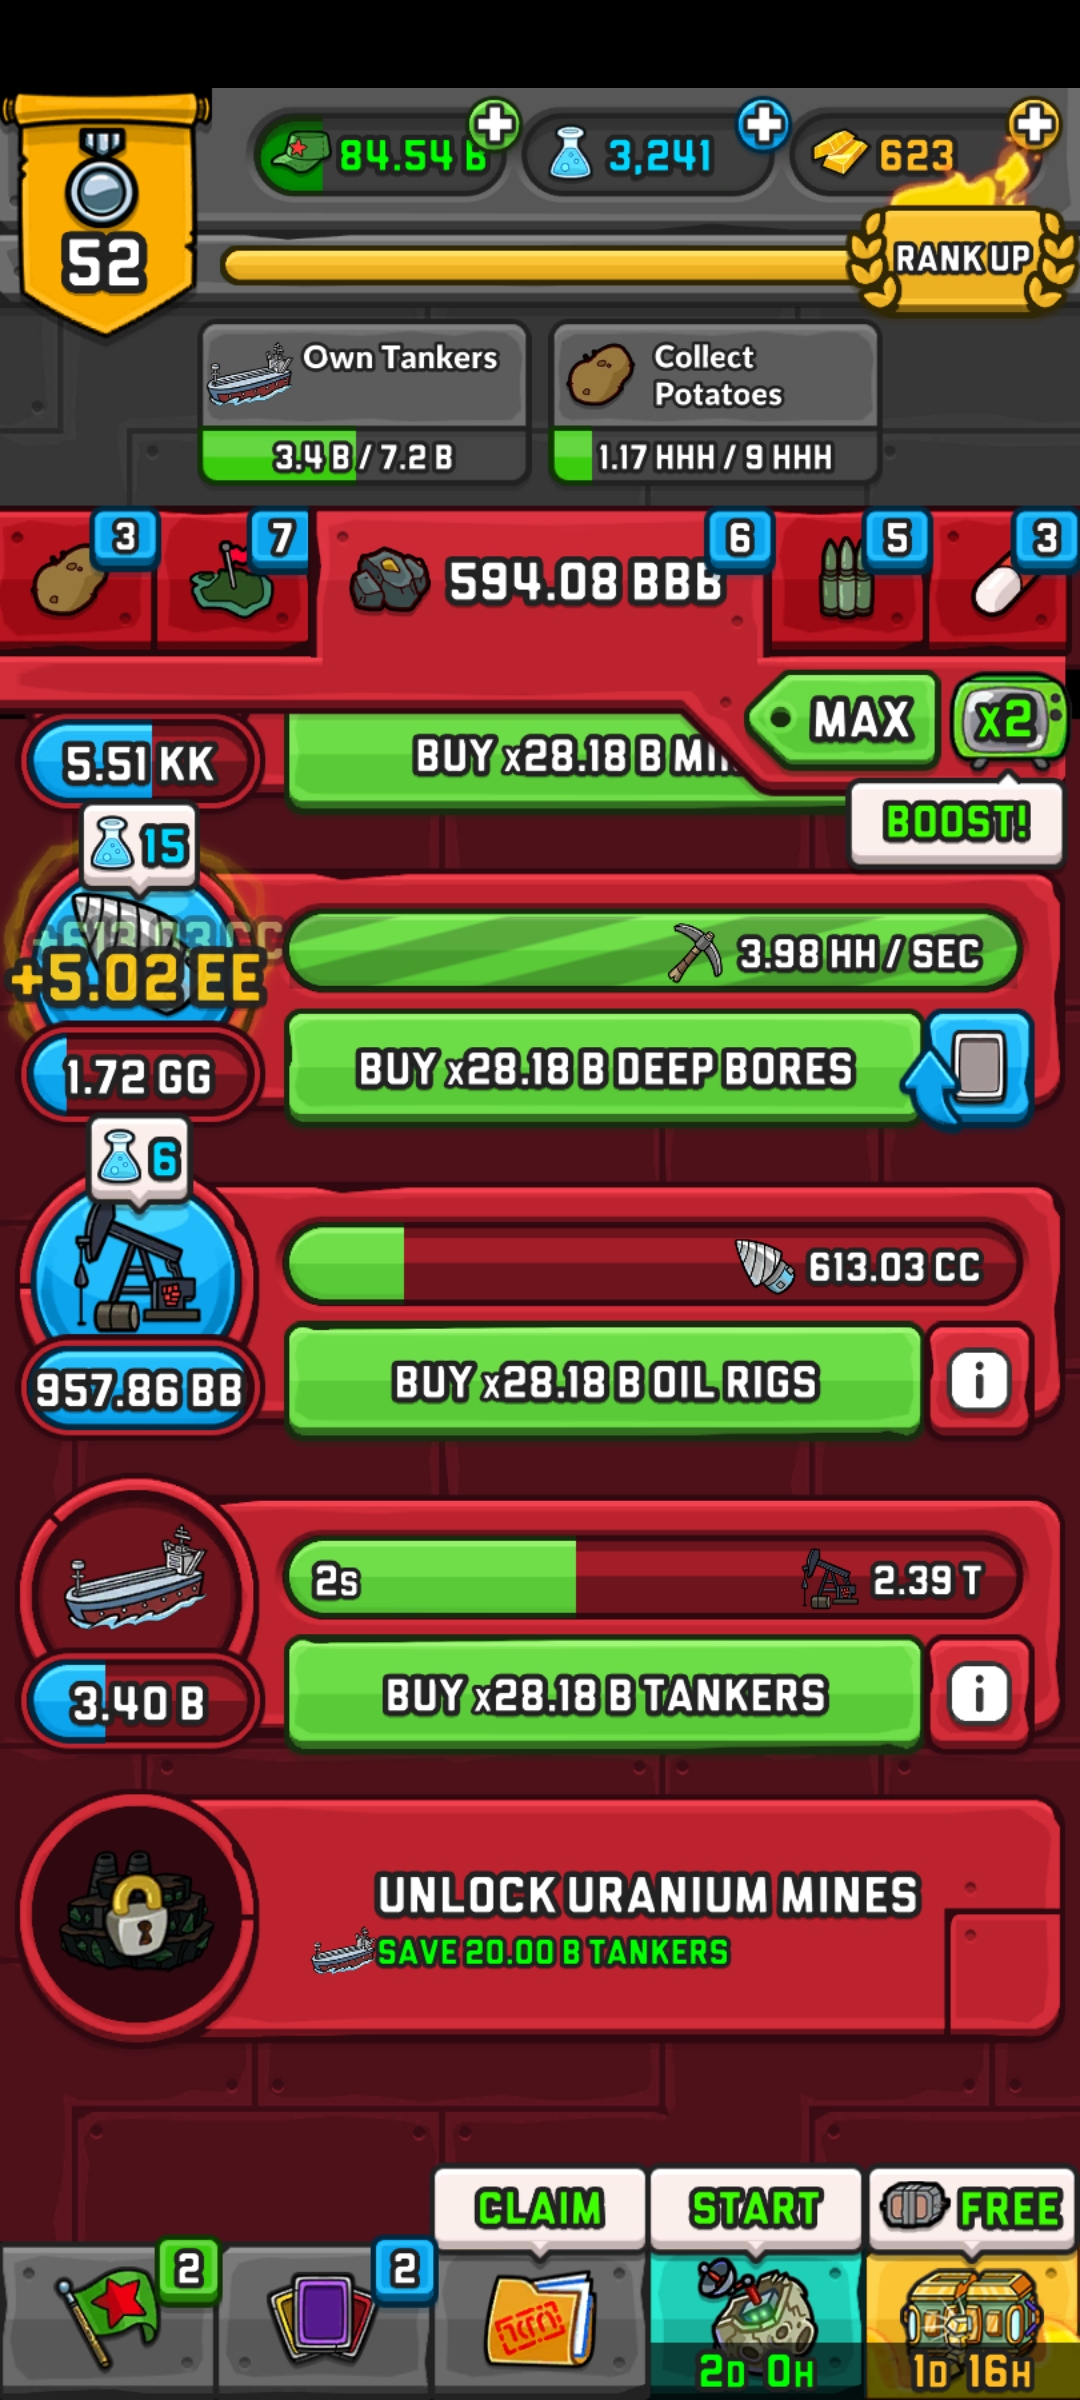 84.54 B
3,241
623
52
RANK UP
Own Tankers
3.4 B / 7.2 B
Collect
Potatoes
1.17 HHH / 9 HHH
3
7
594.08 BBB
6
5
3
MAX
x2
BOOST!
5.51 KK
BUY x28.18 B
15
+5.02 EE
3.98 HH / SEC
1.72 GG
BUY x28.18 B DEEP BORES
6
613.03 CC
957.86 BB
BUY x28.18 B OIL RIGS
i
2s
2.39 T
3.40 B
BUY x28.18 B TANKERS
i
UNLOCK URANIUM MINES
SAVE 20.00 B TANKERS
CLAIM
START
FREE
2
2
2D 0H
1D 16H